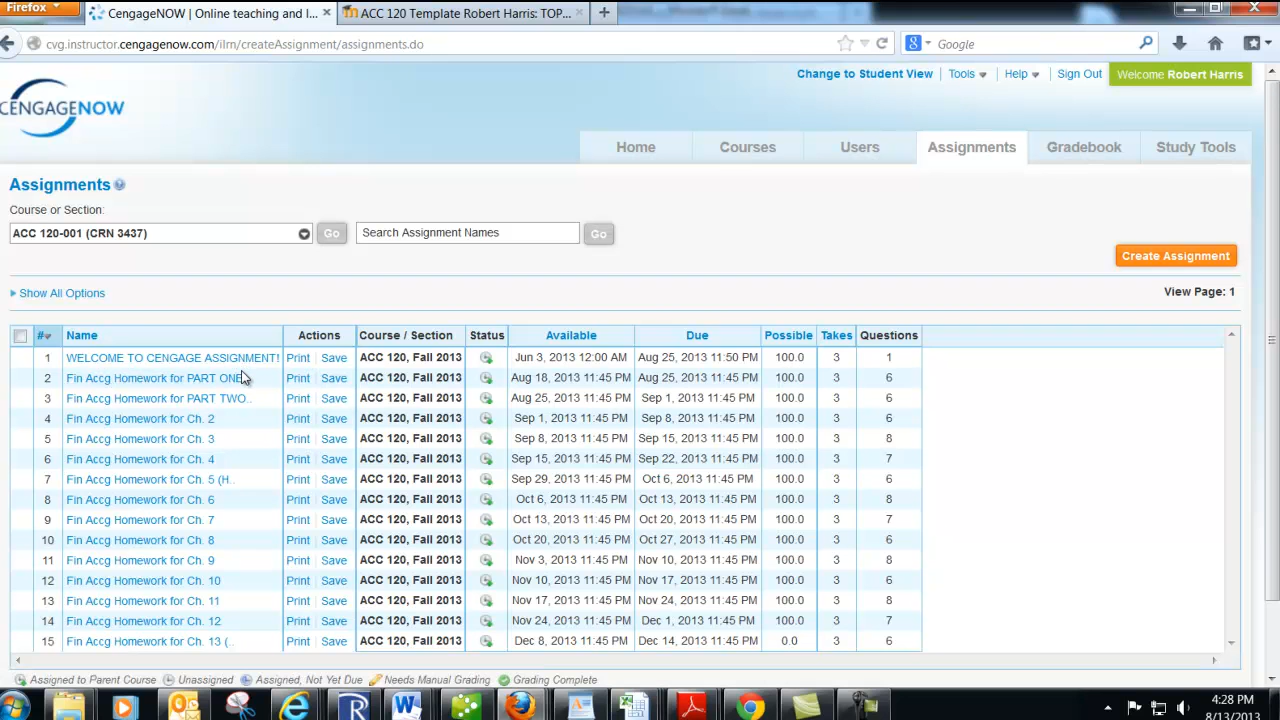 Firefox
CengageNOW | Online teaching and l...
ACC 120 Template Robert Harris: TOP...
cvg.instructor.cengagenow.com/ilrn/createAssignment/assignments.do
Google
Change to Student View | Tools | Help | Sign Out
Welcome Robert Harris
CENGAGENOW
Home Courses Users Assignments Gradebook Study Tools
Assignments
Course or Section:
ACC 120-001 (CRN 3437) Go Search Assignment Names Go
Create Assignment
Show All Options
View Page: 1
# Name Actions Course / Section Status Available Due Possible Takes Questions
1 WELCOME TO CENGAGE ASSIGNMENT! Print | Save ACC 120, Fall 2013 Jun 3, 2013 12:00 AM Aug 25, 2013 11:50 PM 100.0 3 1
2 Fin Accg Homework for PART ONE Print | Save ACC 120, Fall 2013 Aug 18, 2013 11:45 PM Aug 25, 2013 11:45 PM 100.0 3 6
3 Fin Accg Homework for PART TWO.. Print | Save ACC 120, Fall 2013 Aug 25, 2013 11:45 PM Sep 1, 2013 11:45 PM 100.0 3 6
4 Fin Accg Homework for Ch. 2 Print | Save ACC 120, Fall 2013 Sep 1, 2013 11:45 PM Sep 8, 2013 11:45 PM 100.0 3 6
5 Fin Accg Homework for Ch. 3 Print | Save ACC 120, Fall 2013 Sep 8, 2013 11:45 PM Sep 15, 2013 11:45 PM 100.0 3 8
6 Fin Accg Homework for Ch. 4 Print | Save ACC 120, Fall 2013 Sep 15, 2013 11:45 PM Sep 22, 2013 11:45 PM 100.0 3 7
7 Fin Accg Homework for Ch. 5 (H.. Print | Save ACC 120, Fall 2013 Sep 29, 2013 11:45 PM Oct 6, 2013 11:45 PM 100.0 3 6
8 Fin Accg Homework for Ch. 6 Print | Save ACC 120, Fall 2013 Oct 6, 2013 11:45 PM Oct 13, 2013 11:45 PM 100.0 3 8
9 Fin Accg Homework for Ch. 7 Print | Save ACC 120, Fall 2013 Oct 13, 2013 11:45 PM Oct 20, 2013 11:45 PM 100.0 3 7
10 Fin Accg Homework for Ch. 8 Print | Save ACC 120, Fall 2013 Oct 20, 2013 11:45 PM Oct 27, 2013 11:45 PM 100.0 3 6
11 Fin Accg Homework for Ch. 9 Print | Save ACC 120, Fall 2013 Nov 3, 2013 11:45 PM Nov 10, 2013 11:45 PM 100.0 3 8
12 Fin Accg Homework for Ch. 10 Print | Save ACC 120, Fall 2013 Nov 10, 2013 11:45 PM Nov 17, 2013 11:45 PM 100.0 3 6
13 Fin Accg Homework for Ch. 11 Print | Save ACC 120, Fall 2013 Nov 17, 2013 11:45 PM Nov 24, 2013 11:45 PM 100.0 3 8
14 Fin Accg Homework for Ch. 12 Print | Save ACC 120, Fall 2013 Nov 24, 2013 11:45 PM Dec 1, 2013 11:45 PM 100.0 3 7
15 Fin Accg Homework for Ch. 13 (.. Print | Save ACC 120, Fall 2013 Dec 8, 2013 11:45 PM Dec 14, 2013 11:45 PM 0.0 3 6
Assigned to Parent Course Unassigned Assigned, Not Yet Due Needs Manual Grading Grading Complete
4:28 PM
8/13/2013